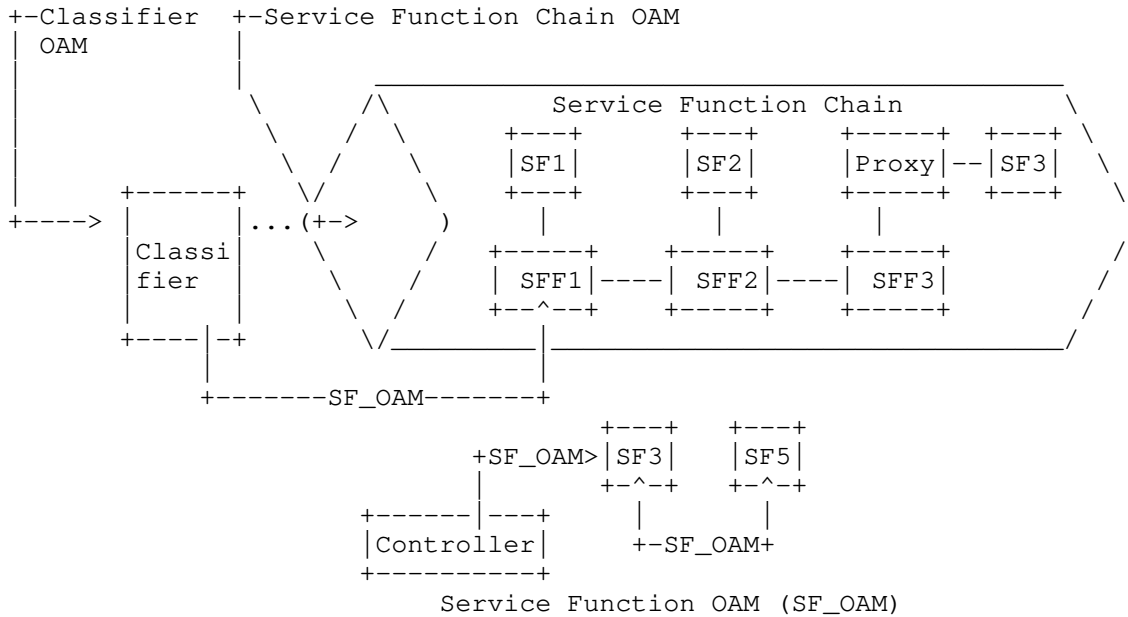 +-Classifier +-Service Function Chain OAM
OAM
Service Function Chain
SF1 SF2 Proxy SF3
Classi
fier
SFF1 SFF2 SFF3
SF_OAM
SF_OAM> SF3 SF5
Controller SF_OAM
Service Function OAM (SF_OAM)